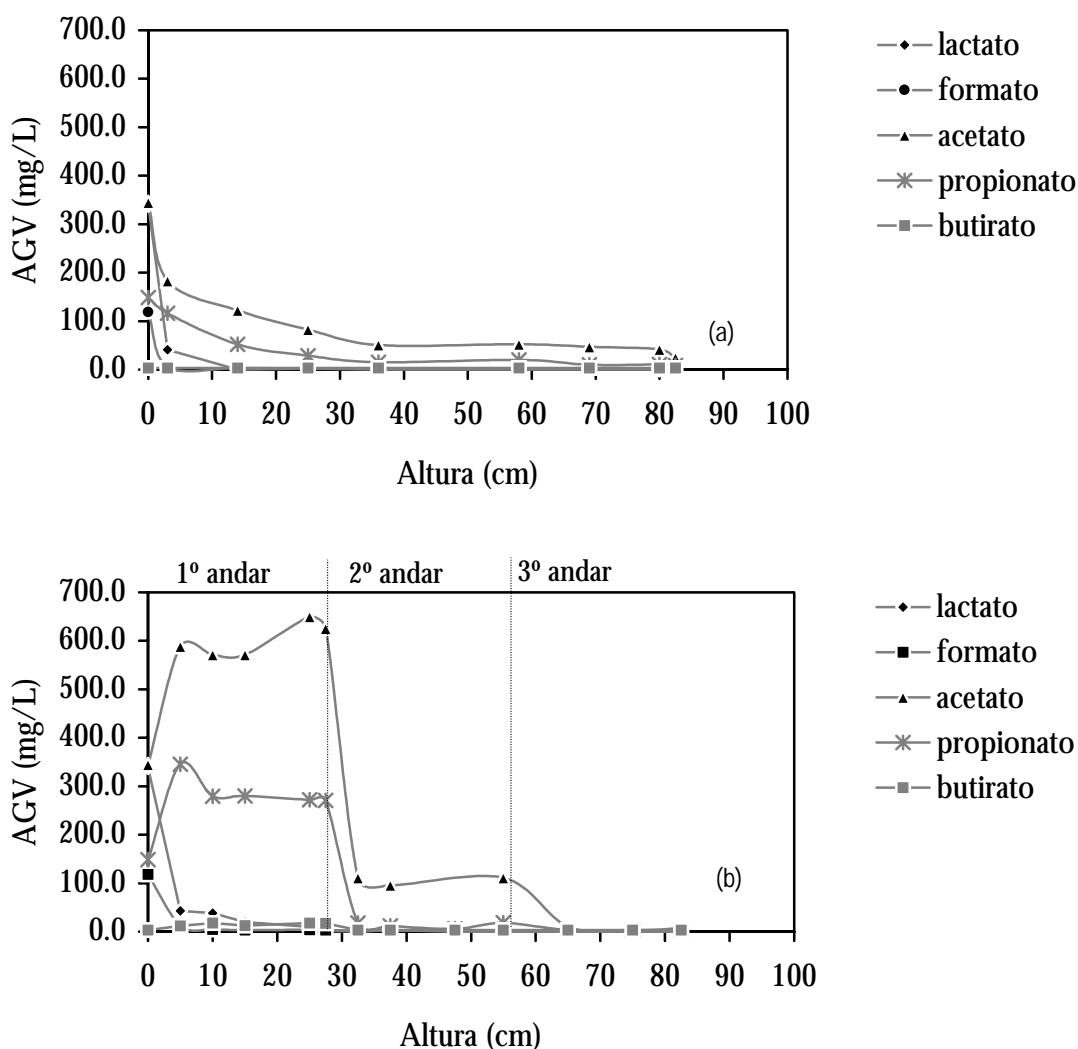 700.0
600.0
500.0
400.0
300.0
200.0
100.0
0.0
AGV (mg/L)
0 10 20 30 40 50 60 70 80 90 100
Altura (cm)
(a)
lactato
formato
acetato
propionato
butirato
1º andar 2º andar 3º andar
700.0
600.0
500.0
400.0
300.0
200.0
100.0
0.0
AGV (mg/L)
0 10 20 30 40 50 60 70 80 90 100
Altura (cm)
(b)
lactato
formato
acetato
propionato
butirato